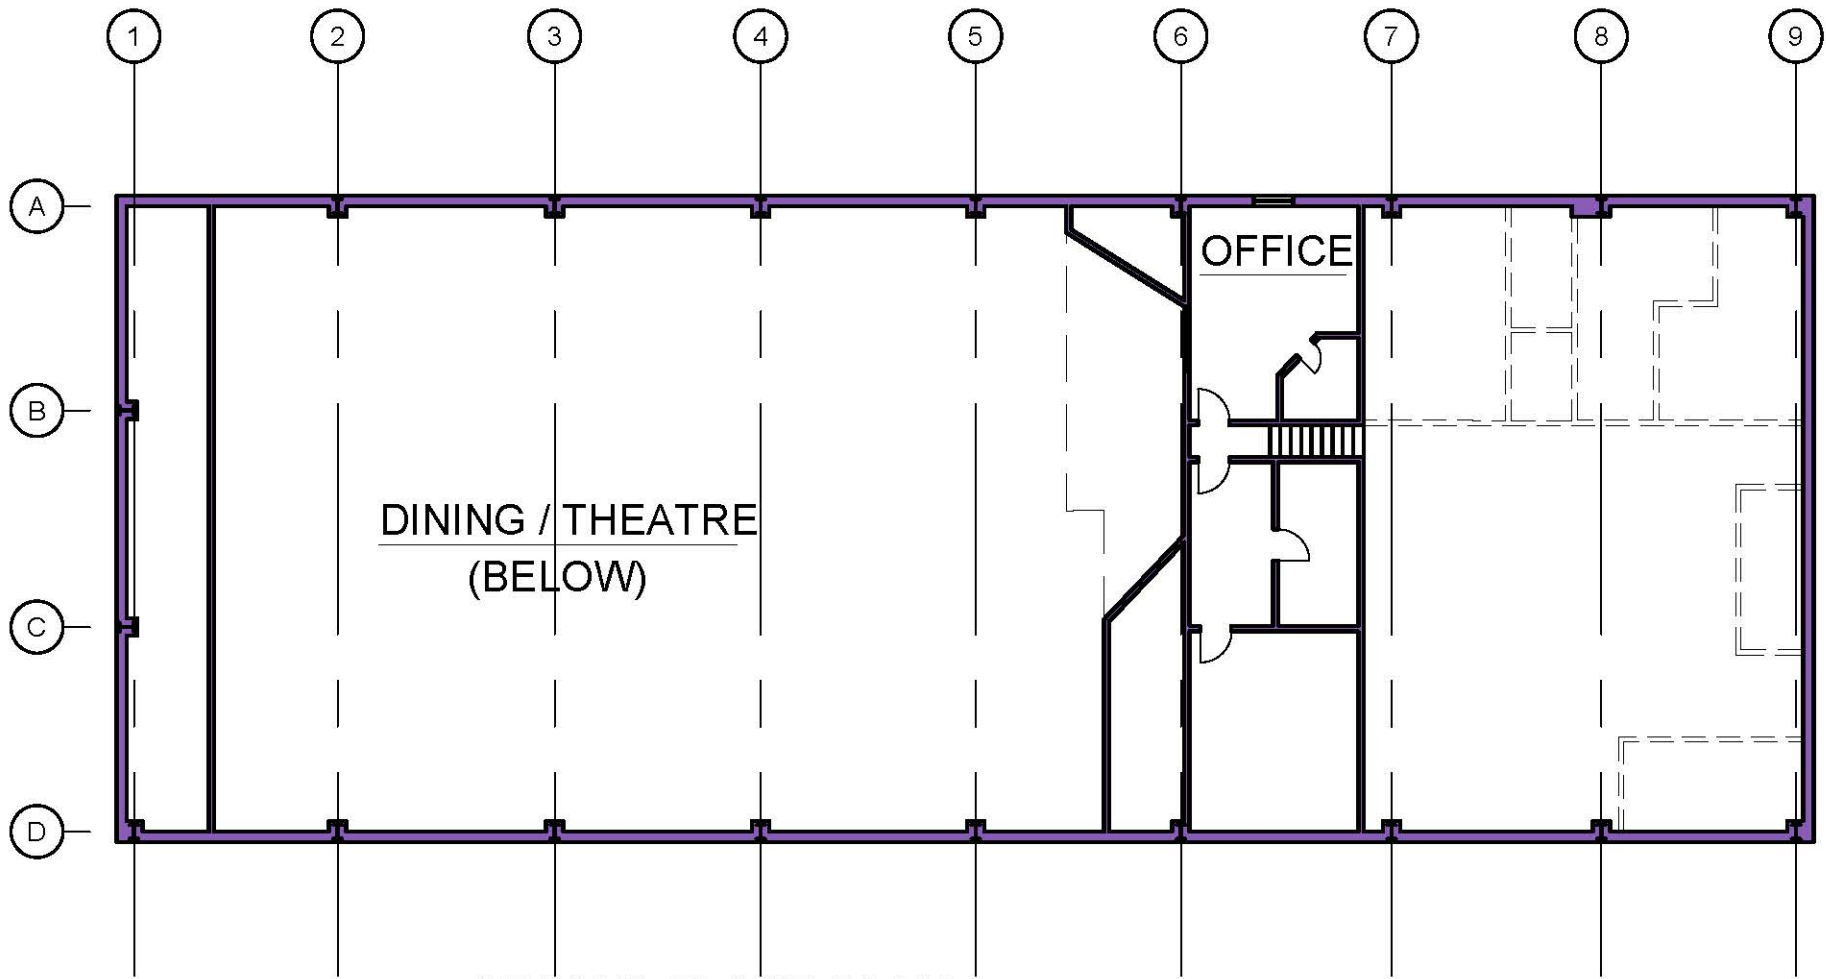 1 2 3 4 5 6 7 8 9
A
OFFICE
B
DINING / THEATRE
(BELOW)
C
D